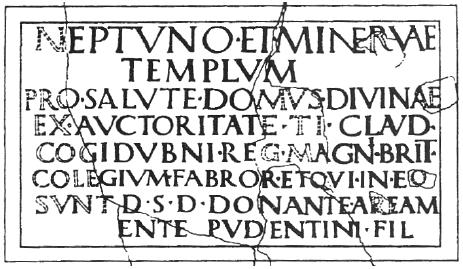 NEPTVNO·ET·MINERVAE
TEMPLVM
PRO·SALVTE·DOMVS·DIVINAE
EX·AVCTORITATE·TI·CLAVD·
COGIDVBNI·REG·MAGN·BRIT·
COLEGIVM·FABROR·ET·QVI·IN·EO
SVNT·D·S·D·DONANTE·AREAM
ENTE PVDENTINI·FIL